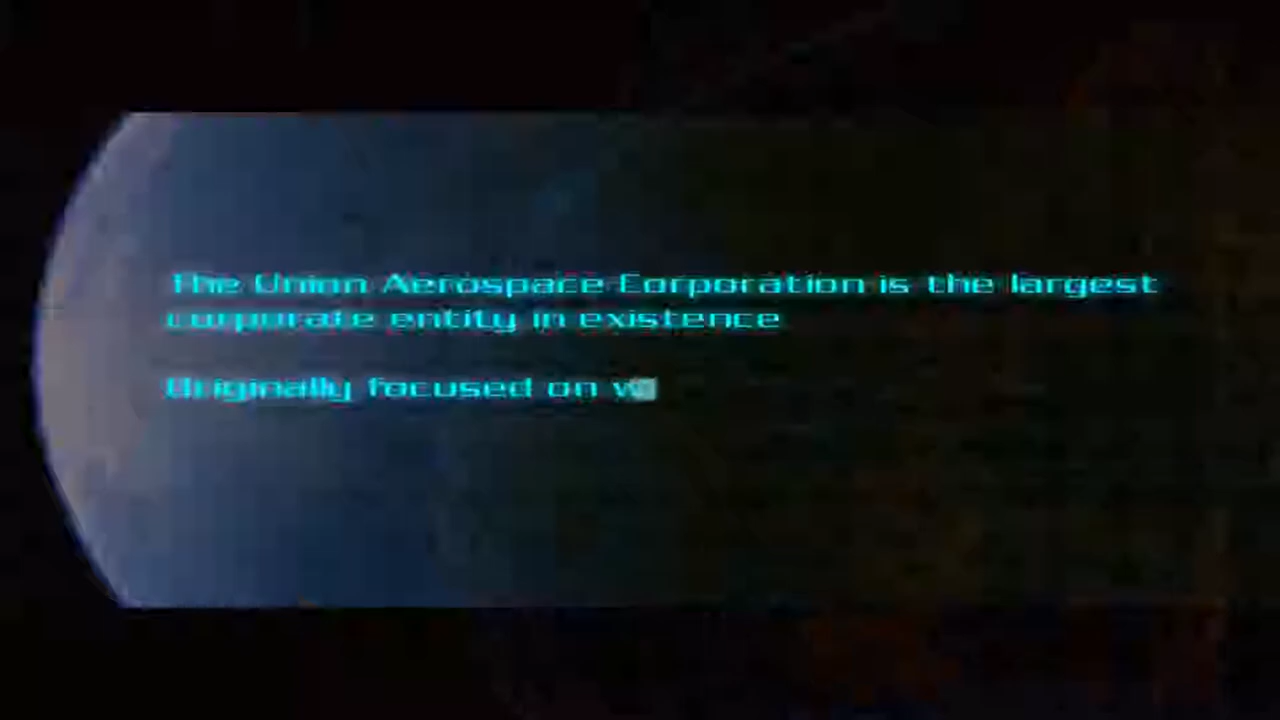 The Union Aerospace Corporation is the largest
corporate entity in existence
Originally focused on w